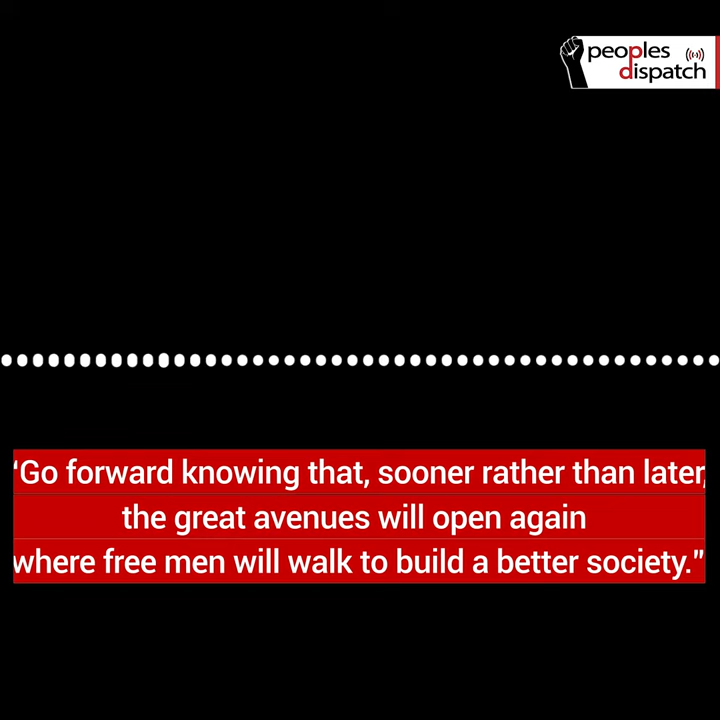 peoples
dispatch
“Go forward knowing that, sooner rather than later,
the great avenues will open again
where free men will walk to build a better society.”